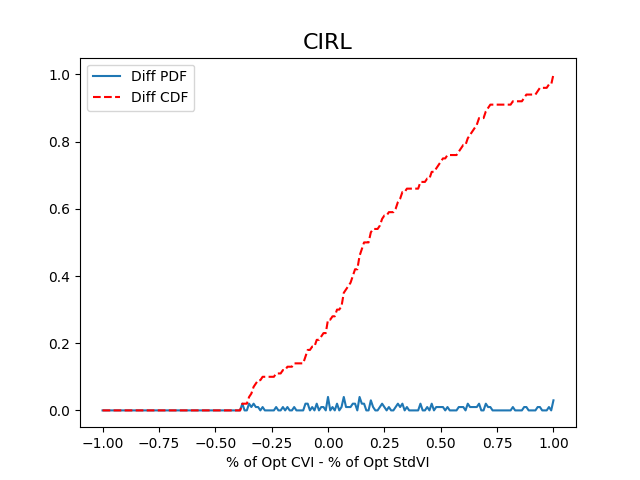 CIRL
Diff PDF
Diff CDF
1.0
0.8
0.6
0.4
0.2
0.0
−1.00 −0.75 −0.50 −0.25 0.00 0.25 0.50 0.75 1.00
% of Opt CVI - % of Opt StdVI